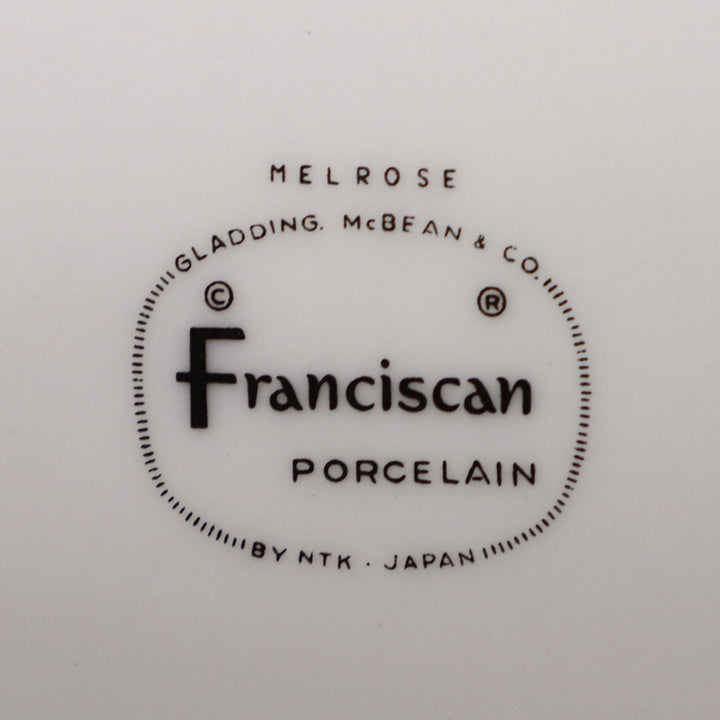 MELROSE
GLADDING. McBEAN & CO.
© ®
Franciscan
PORCELAIN
BY NTK · JAPAN